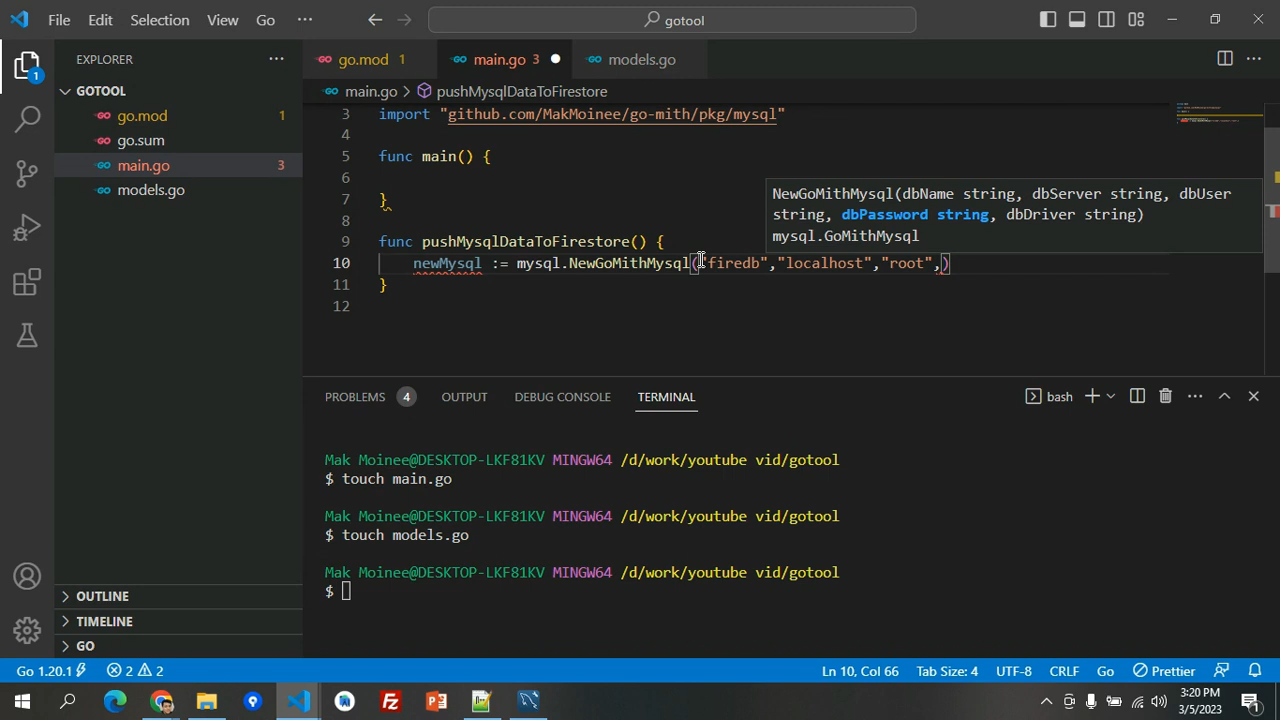 File Edit Selection View Go ··· gotool
EXPLORER ···
go.mod 1 main.go 3 models.go
GOTOOL
main.go > pushMysqlDataToFirestore
go.mod 1
go.sum
main.go 3
models.go
3 import "github.com/MakMoinee/go-mith/pkg/mysql"
4
5 func main() {
6
7 }
8
9 func pushMysqlDataToFirestore() {
10 newMysql := mysql.NewGoMithMysql("firedb","localhost","root",)
11 }
12
NewGoMithMysql(dbName string, dbServer string, dbUser
string, dbPassword string, dbDriver string)
mysql.GoMithMysql
PROBLEMS 4 OUTPUT DEBUG CONSOLE TERMINAL bash
Mak Moinee@DESKTOP-LKF81KV MINGW64 /d/work/youtube vid/gotool
$ touch main.go
Mak Moinee@DESKTOP-LKF81KV MINGW64 /d/work/youtube vid/gotool
$ touch models.go
Mak Moinee@DESKTOP-LKF81KV MINGW64 /d/work/youtube vid/gotool
$
1
OUTLINE
TIMELINE
GO
Go 1.20.1 2 2 Ln 10, Col 66 Tab Size: 4 UTF-8 CRLF Go Prettier
3:20 PM
3/5/2023
1